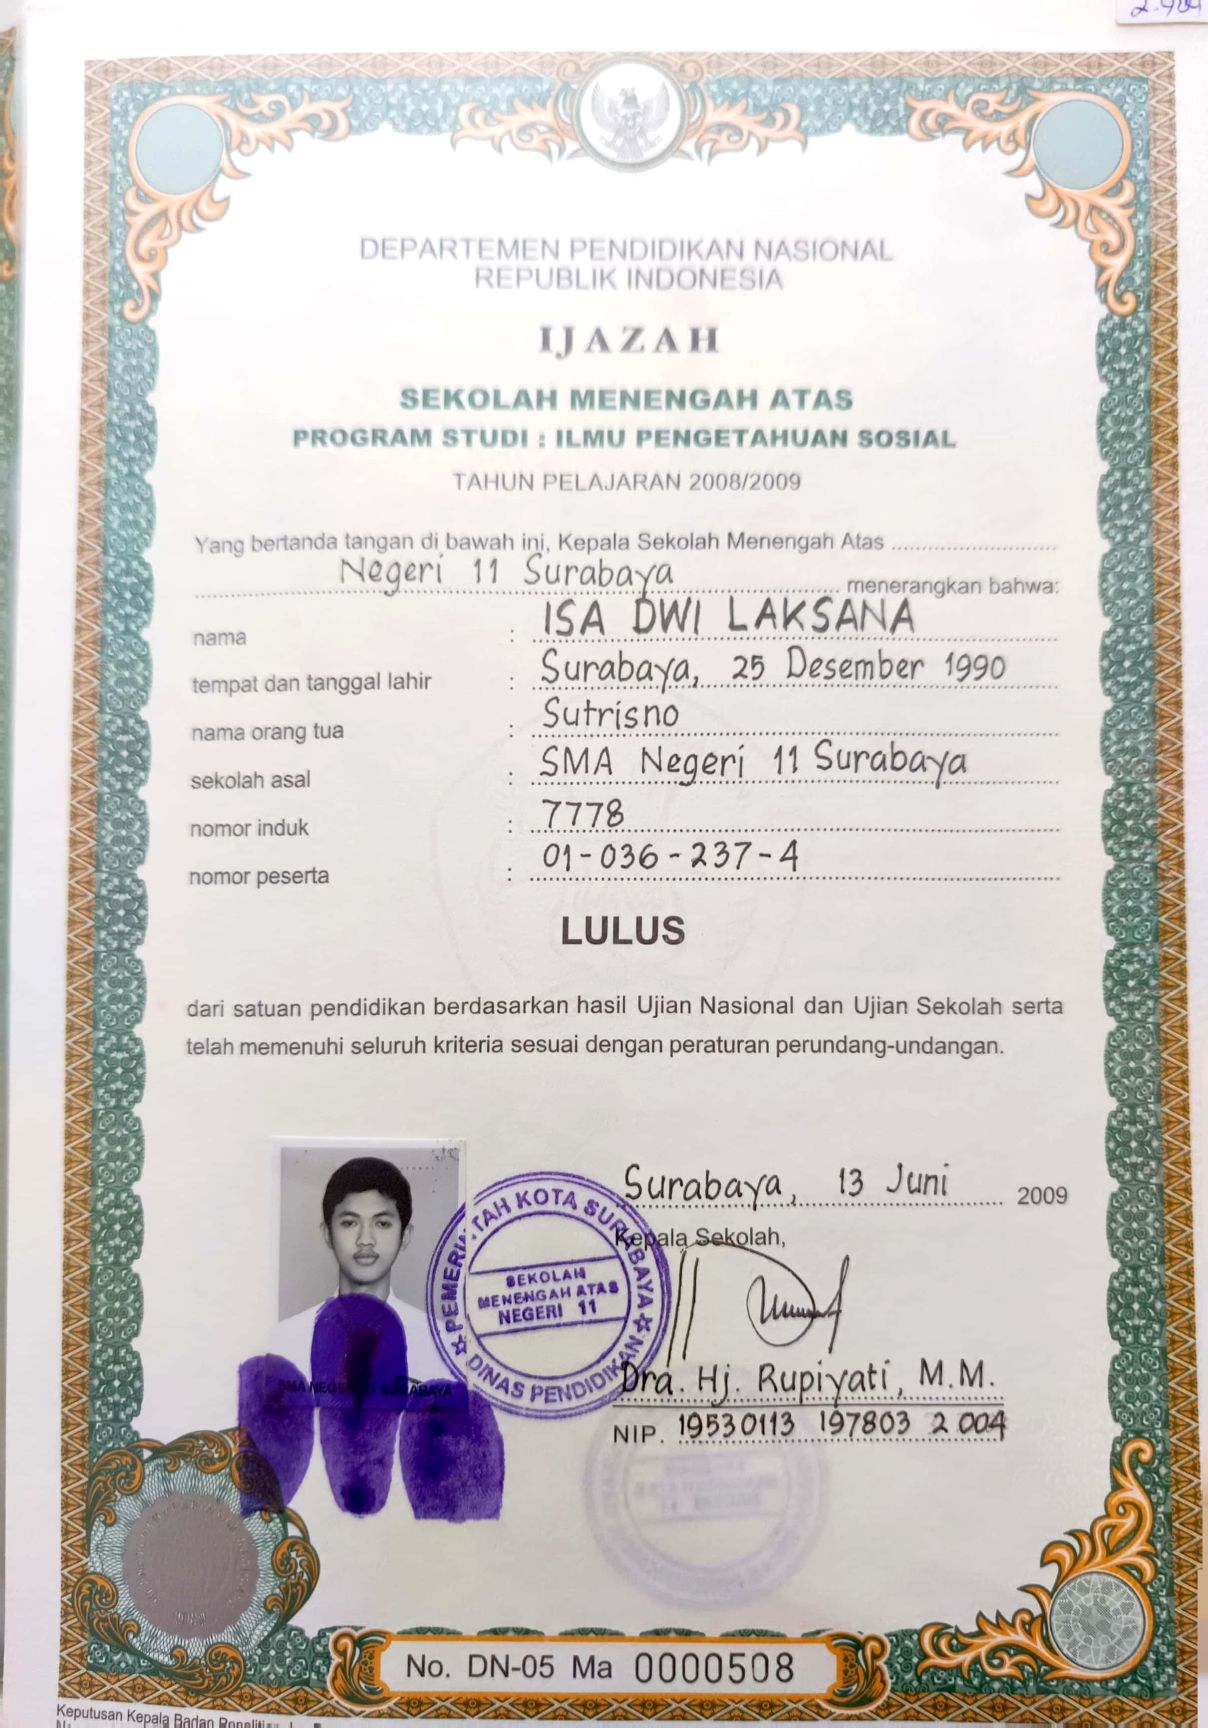 DEPARTEMEN PENDIDIKAN NASIONAL
REPUBLIK INDONESIA
IJAZAH
SEKOLAH MENENGAH ATAS
PROGRAM STUDI : ILMU PENGETAHUAN SOSIAL
TAHUN PELAJARAN 2008/2009
Yang bertanda tangan di bawah ini, Kepala Sekolah Menengah Atas
Negeri 11 Surabaya menerangkan bahwa:
nama : ISA DWI LAKSANA
tempat dan tanggal lahir : Surabaya, 25 Desember 1990
nama orang tua : Sutrisno
sekolah asal : SMA Negeri 11 Surabaya
nomor induk : 7778
nomor peserta : 01-036-237-4
LULUS
dari satuan pendidikan berdasarkan hasil Ujian Nasional dan Ujian Sekolah serta
telah memenuhi seluruh kriteria sesuai dengan peraturan perundang-undangan.
Surabaya, 13 Juni 2009
Kepala Sekolah,
PEMERINTAH KOTA SURABAYA
SEKOLAH
MENENGAH ATAS
NEGERI 11
DINAS PENDIDIKAN
SMA NEGERI 11 SURABAYA
Dra. Hj. Rupiyati, M.M.
NIP. 19530113 197803 2 004
No. DN-05 Ma 0000508
Keputusan Kepala Badan